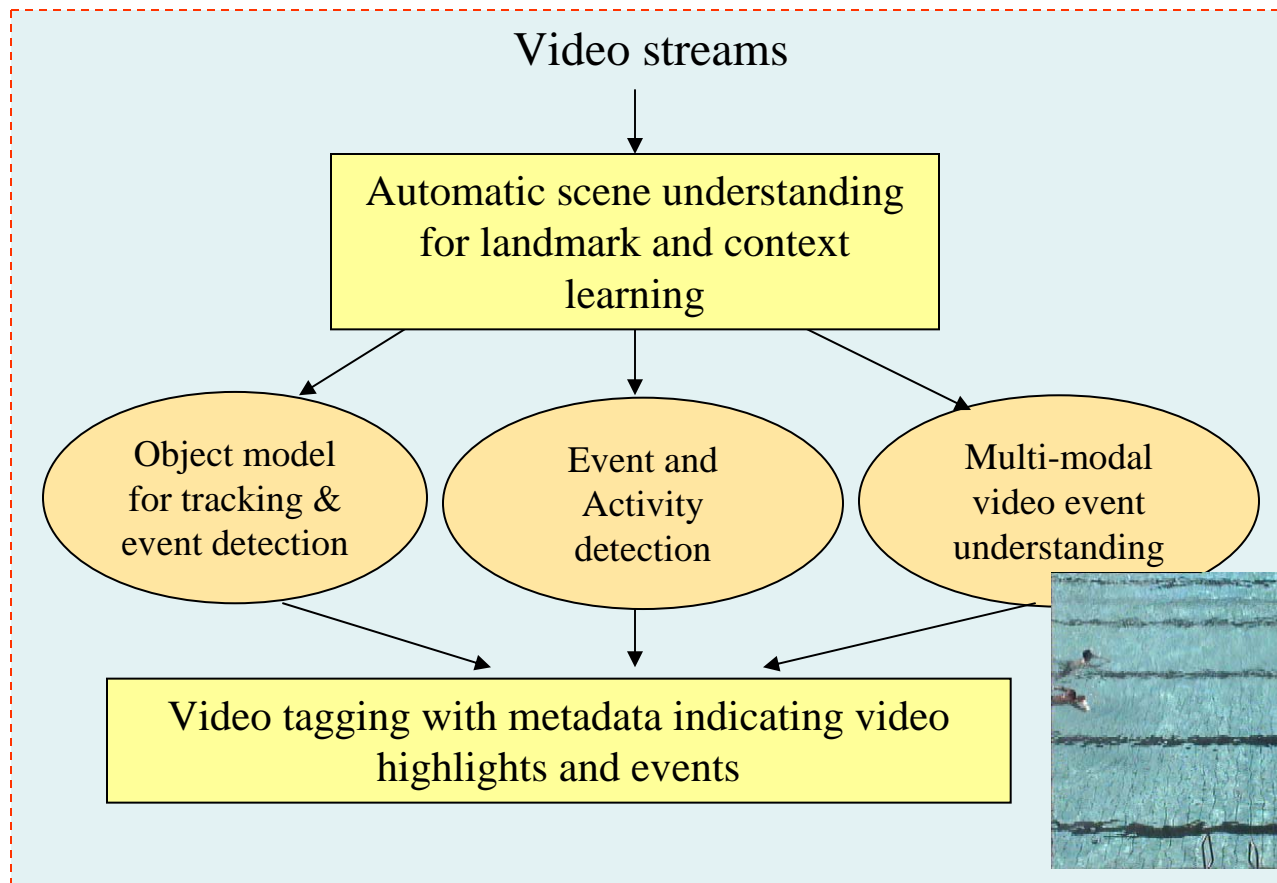 Video streams
Automatic scene understanding
for landmark and context
learning
Object model
for tracking &
event detection
Event and
Activity
detection
Multi-modal
video event
understanding
Video tagging with metadata indicating video
highlights and events